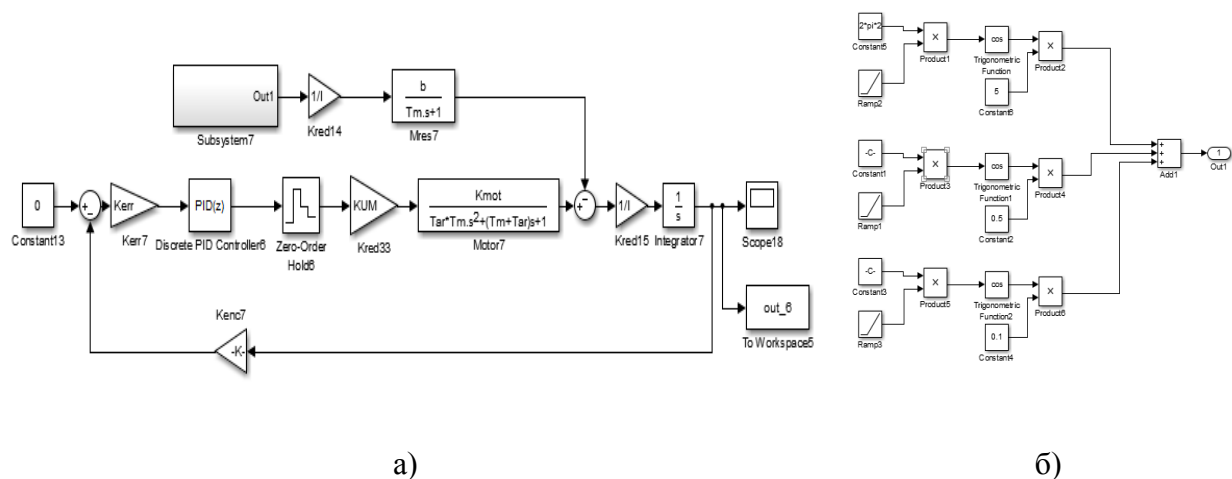 Out1
Subsystem7
1/I
Kred14
b
Tm.s+1
Mres7
0
Constant13
Kerr
Kerr7
PID(z)
Discrete PID Controller6
Zero-Order
Hold6
KUM
Kred33
Kmot
Tar*Tm.s²+(Tm+Tar)s+1
Motor7
1/I
Kred15
1
s
Integrator7
Scope18
out_6
To Workspace5
Kenc7
-K-
а)
2*pi*2
Constant5
Ramp2
×
Product1
cos
Trigonometric
Function
5
Constant6
×
Product2
-C-
Constant1
Ramp1
×
Product3
cos
Trigonometric
Function1
0.5
Constant2
×
Product4
-C-
Constant3
Ramp3
×
Product5
cos
Trigonometric
Function2
0.1
Constant4
×
Product6
+
+
+
Add1
1
Out1
б)